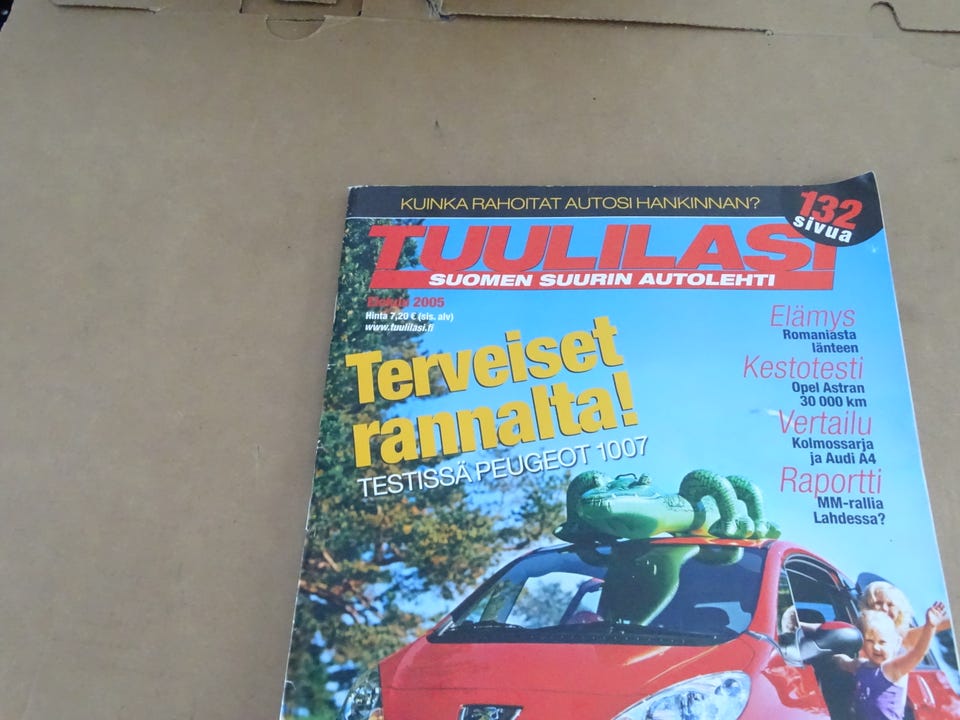 KUINKA RAHOITAT AUTOSI HANKINNAN?
132
sivua
TUULILASI
SUOMEN SUURIN AUTOLEHTI
Elokuu 2005
Hinta 7,20 € (sis. alv)
www.tuulilasi.fi
Terveiset
rannalta!
TESTISSÄ PEUGEOT 1007
Elämys
Romaniasta
länteen
Kestotesti
Opel Astran
30 000 km
Vertailu
Kolmossarja
ja Audi A4
Raportti
MM-rallia
Lahdessa?